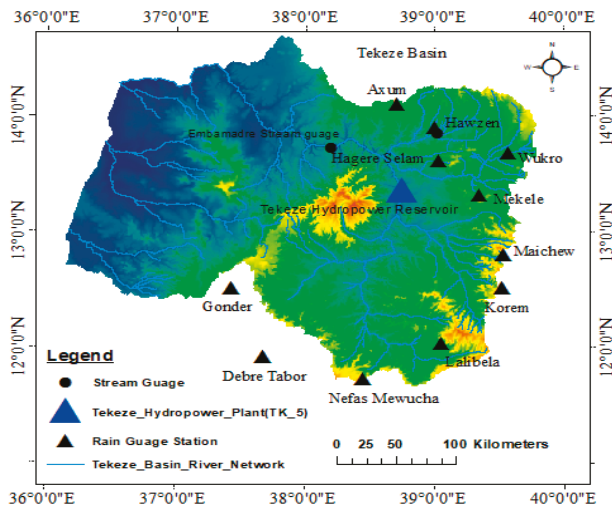 36°0'0"E 37°0'0"E 38°0'0"E 39°0'0"E 40°0'0"E
Tekeze Basin
N
W E
S
Axum
14°0'0"N
14°0'0"N
Hawzen
Embamadre Stream guage
Hagere Selam
Wukro
Mekele
Tekeze Hydropower Reservoir
13°0'0"N
13°0'0"N
Maichew
Gonder
Korem
12°0'0"N
12°0'0"N
Lalibela
Debre Tabor
Nefas Mewucha
Legend
Stream Guage
Tekeze_Hydropower_Plant(TK_5)
Rain Guage Station
Tekeze_Basin_River_Network
0 25 50 100 Kilometers
36°0'0"E 37°0'0"E 38°0'0"E 39°0'0"E 40°0'0"E